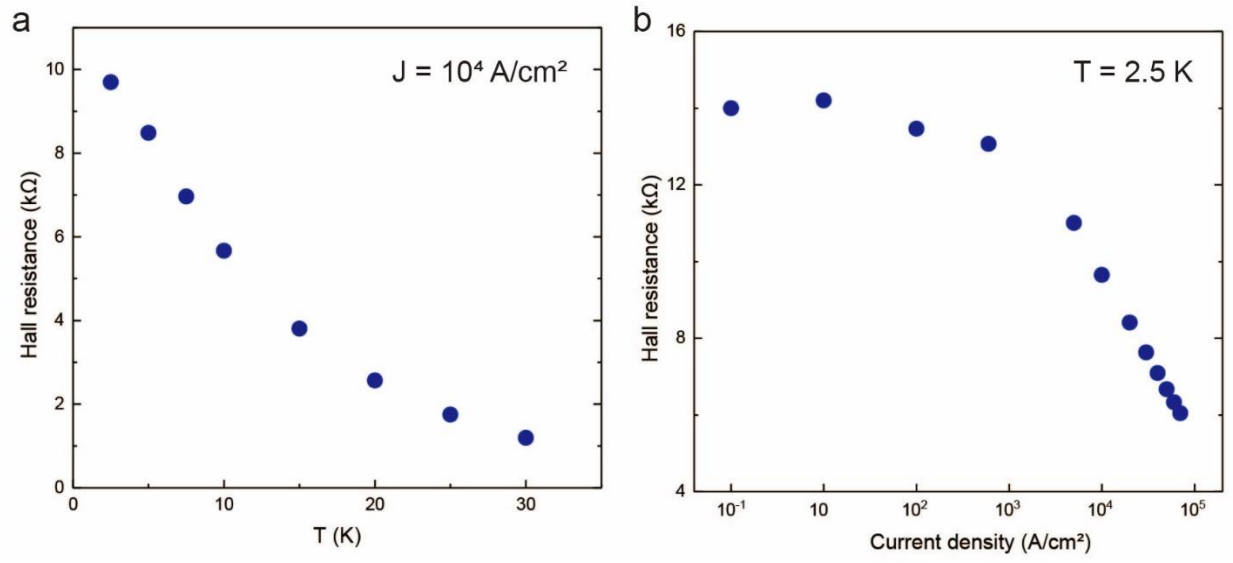 a
J = 10⁴ A/cm²
10
8
6
4
2
0
Hall resistance (kΩ)
0
10
20
30
T (K)
b
T = 2.5 K
16
12
8
4
Hall resistance (kΩ)
10⁻¹
10
10²
10³
10⁴
10⁵
Current density (A/cm²)